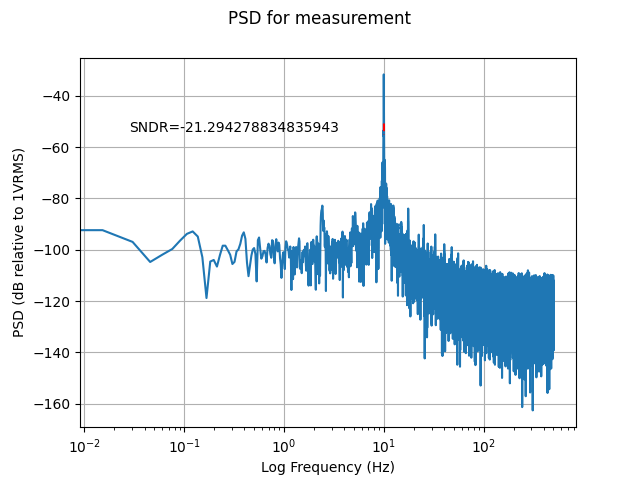 PSD for measurement
−40
SNDR=-21.294278834835943
−60
−80
−100
−120
−140
−160
PSD (dB relative to 1VRMS)
10⁻² 10⁻¹ 10⁰ 10¹ 10²
Log Frequency (Hz)